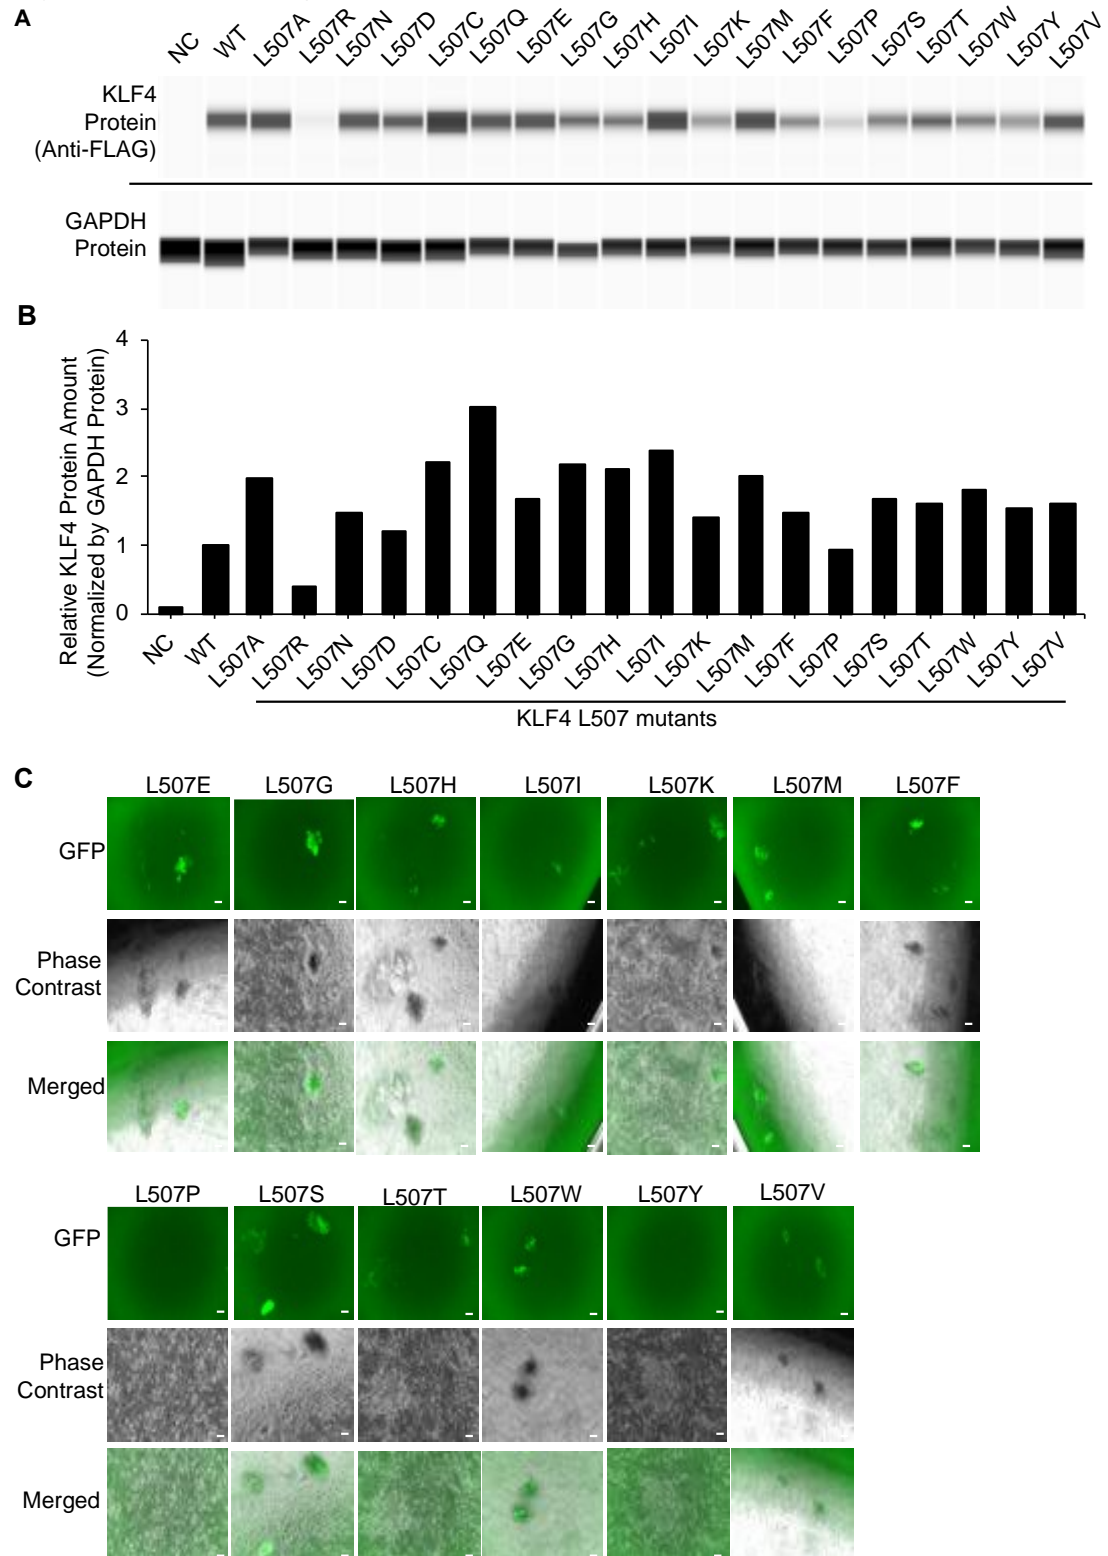 A
NC WT L507A L507R L507N L507D L507C L507Q L507E L507G L507H L507I L507K L507M L507F L507P L507S L507T L507W L507Y L507V
KLF4
Protein
(Anti-FLAG)
GAPDH
Protein
B
Relative KLF4 Protein Amount
(Normalized by GAPDH Protein)
4
3
2
1
0
NC WT L507A L507R L507N L507D L507C L507Q L507E L507G L507H L507I L507K L507M L507F L507P L507S L507T L507W L507Y L507V
KLF4 L507 mutants
C
L507E L507G L507H L507I L507K L507M L507F
GFP
Phase
Contrast
Merged
L507P L507S L507T L507W L507Y L507V
GFP
Phase
Contrast
Merged